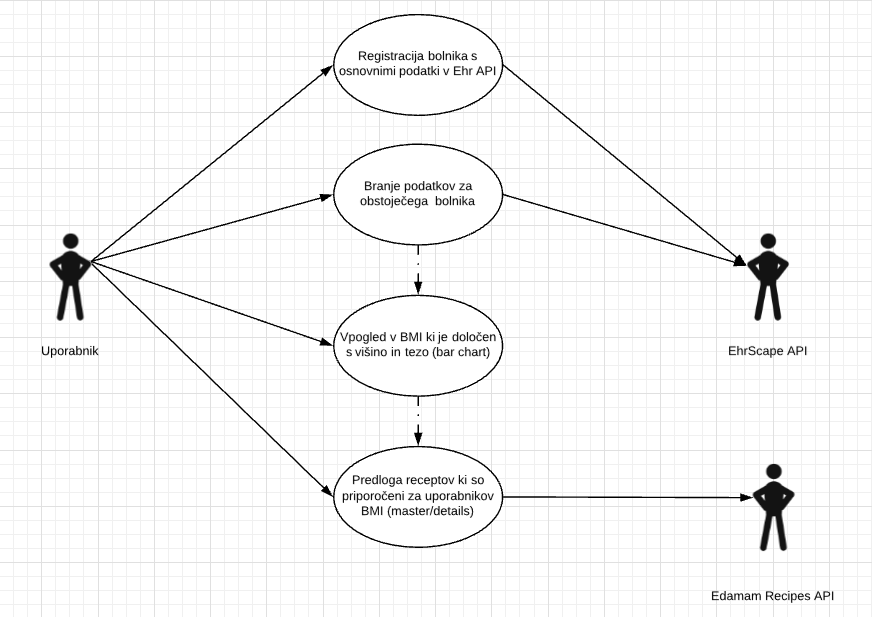 Registracija bolnika s
osnovnimi podatki v Ehr API
Branje podatkov za
obstoječega bolnika
Uporabnik
Vpogled v BMI ki je določen
s višino in tezo (bar chart)
EhrScape API
Predloga receptov ki so
priporočeni za uporabnikov
BMI (master/details)
Edamam Recipes API